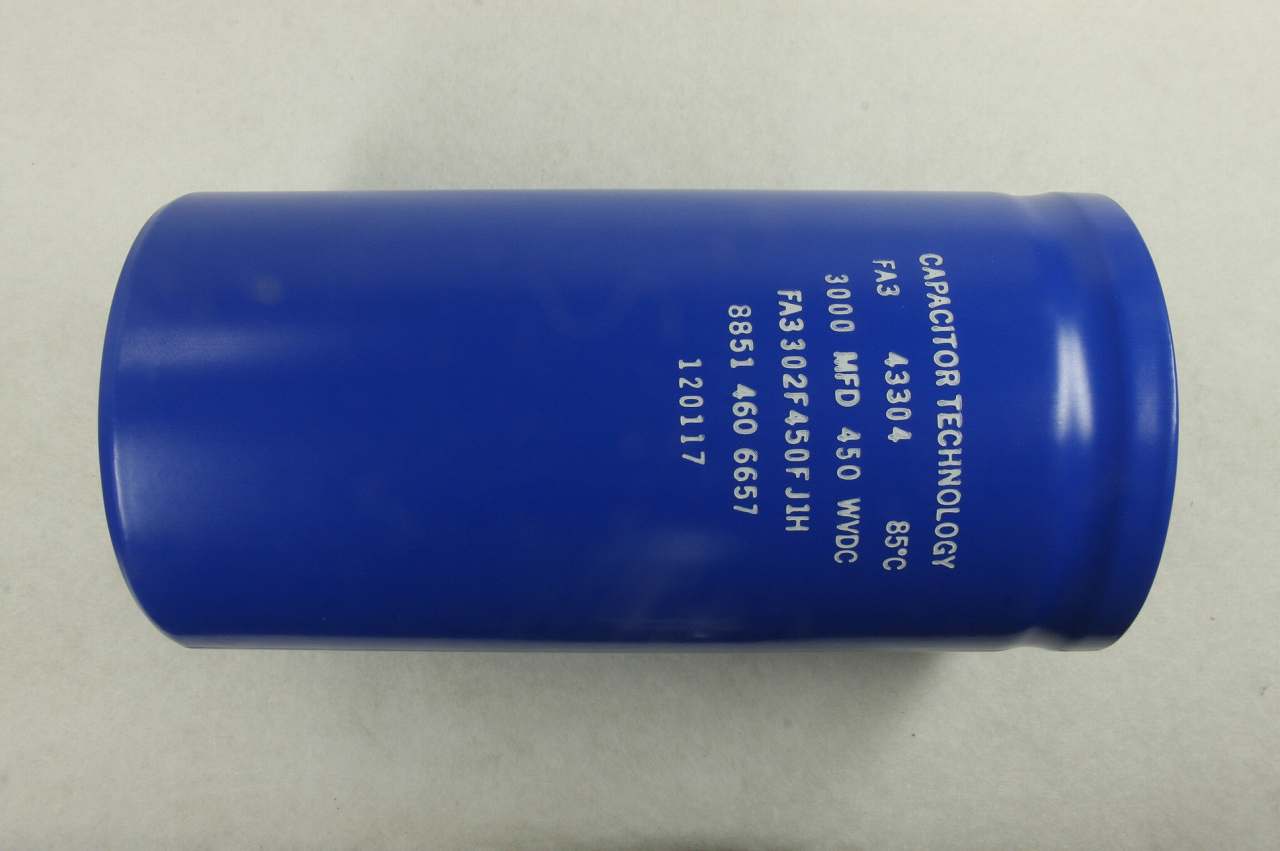 CAPACITOR TECHNOLOGY
FA3 43304 85°C
3000 MFD 450 WVDC
FA3302F450FJ1H
8851 460 6657
120117